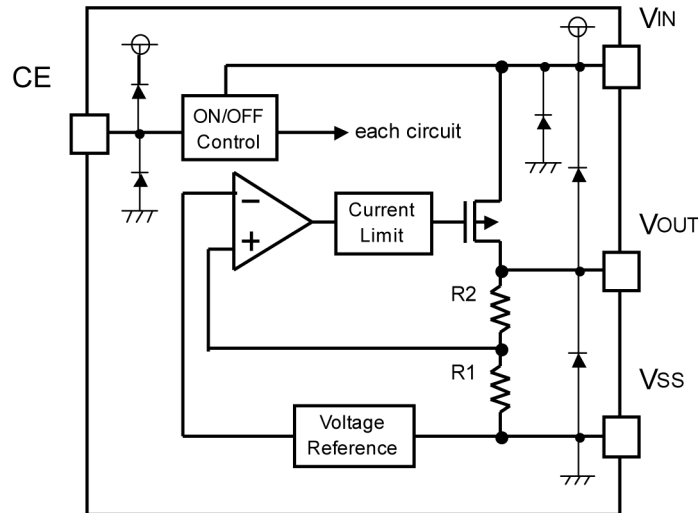 VIN
CE
ON/OFF
Control
each circuit
−
+
Current
Limit
VOUT
R2
R1
VSS
Voltage
Reference